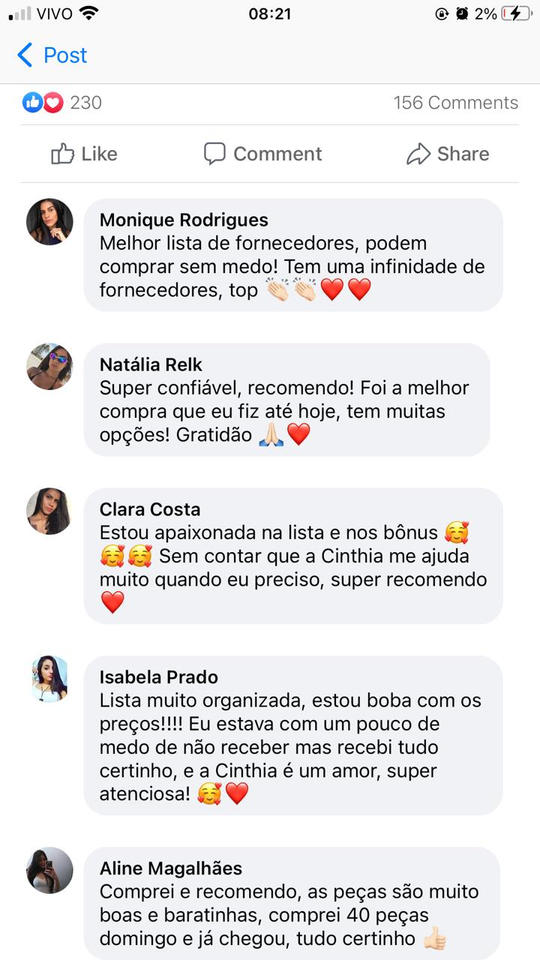 VIVO 08:21 2%
Post
230 156 Comments
Like Comment Share
Monique Rodrigues
Melhor lista de fornecedores, podem
comprar sem medo! Tem uma infinidade de
fornecedores, top 👏🏻👏🏻❤️❤️
Natália Relk
Super confiável, recomendo! Foi a melhor
compra que eu fiz até hoje, tem muitas
opções! Gratidão 🙏🏻❤️
Clara Costa
Estou apaixonada na lista e nos bônus 🥰
🥰🥰 Sem contar que a Cinthia me ajuda
muito quando eu preciso, super recomendo
❤️
Isabela Prado
Lista muito organizada, estou boba com os
preços!!!! Eu estava com um pouco de
medo de não receber mas recebi tudo
certinho, e a Cinthia é um amor, super
atenciosa! 🥰❤️
Aline Magalhães
Comprei e recomendo, as peças são muito
boas e baratinhas, comprei 40 peças
domingo e já chegou, tudo certinho 👍🏻